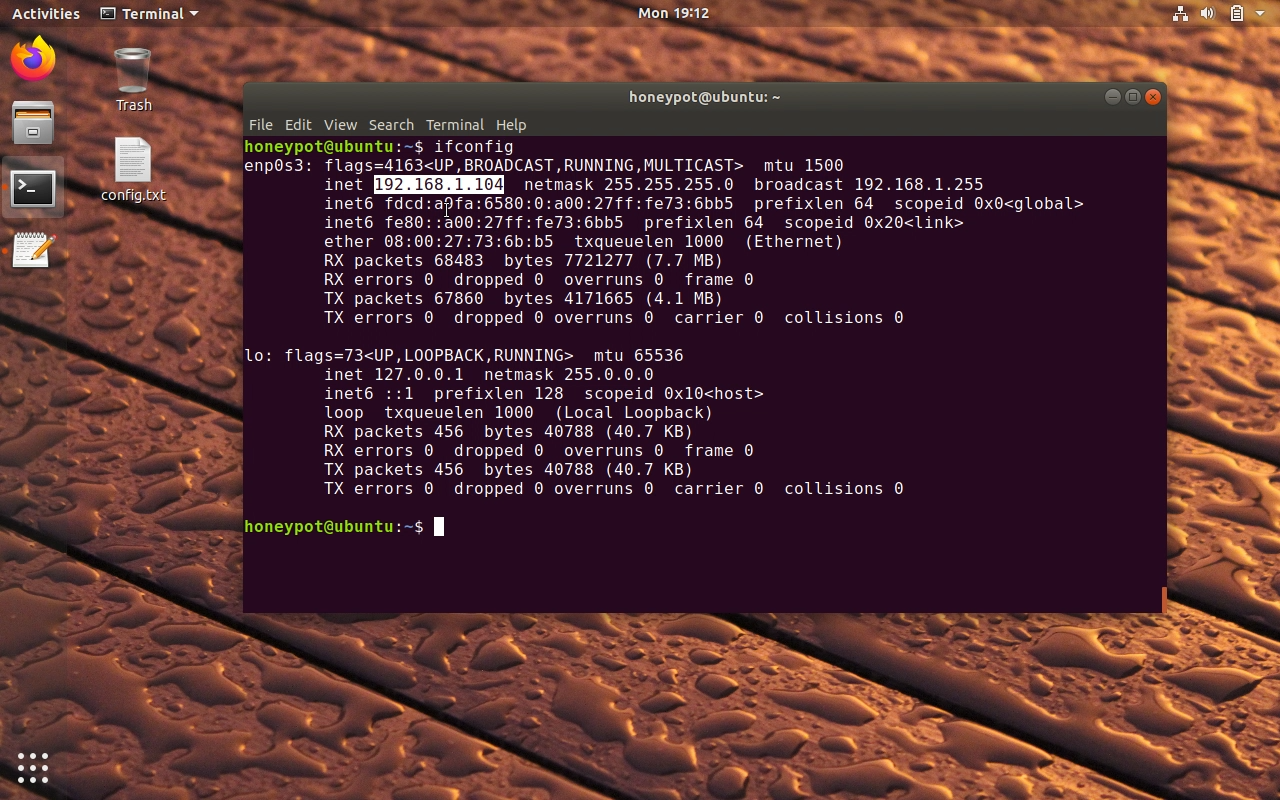 Activities
Terminal
Mon 19:12
Trash
config.txt
honeypot@ubuntu: ~
File Edit View Search Terminal Help
honeypot@ubuntu:~$ ifconfig
enp0s3: flags=4163<UP,BROADCAST,RUNNING,MULTICAST>  mtu 1500
        inet 192.168.1.104  netmask 255.255.255.0  broadcast 192.168.1.255
        inet6 fdcd:a0fa:6580:0:a00:27ff:fe73:6bb5  prefixlen 64  scopeid 0x0<global>
        inet6 fe80::a00:27ff:fe73:6bb5  prefixlen 64  scopeid 0x20<link>
        ether 08:00:27:73:6b:b5  txqueuelen 1000  (Ethernet)
        RX packets 68483  bytes 7721277 (7.7 MB)
        RX errors 0  dropped 0  overruns 0  frame 0
        TX packets 67860  bytes 4171665 (4.1 MB)
        TX errors 0  dropped 0 overruns 0  carrier 0  collisions 0
lo: flags=73<UP,LOOPBACK,RUNNING>  mtu 65536
        inet 127.0.0.1  netmask 255.0.0.0
        inet6 ::1  prefixlen 128  scopeid 0x10<host>
        loop  txqueuelen 1000  (Local Loopback)
        RX packets 456  bytes 40788 (40.7 KB)
        RX errors 0  dropped 0  overruns 0  frame 0
        TX packets 456  bytes 40788 (40.7 KB)
        TX errors 0  dropped 0 overruns 0  carrier 0  collisions 0
honeypot@ubuntu:~$